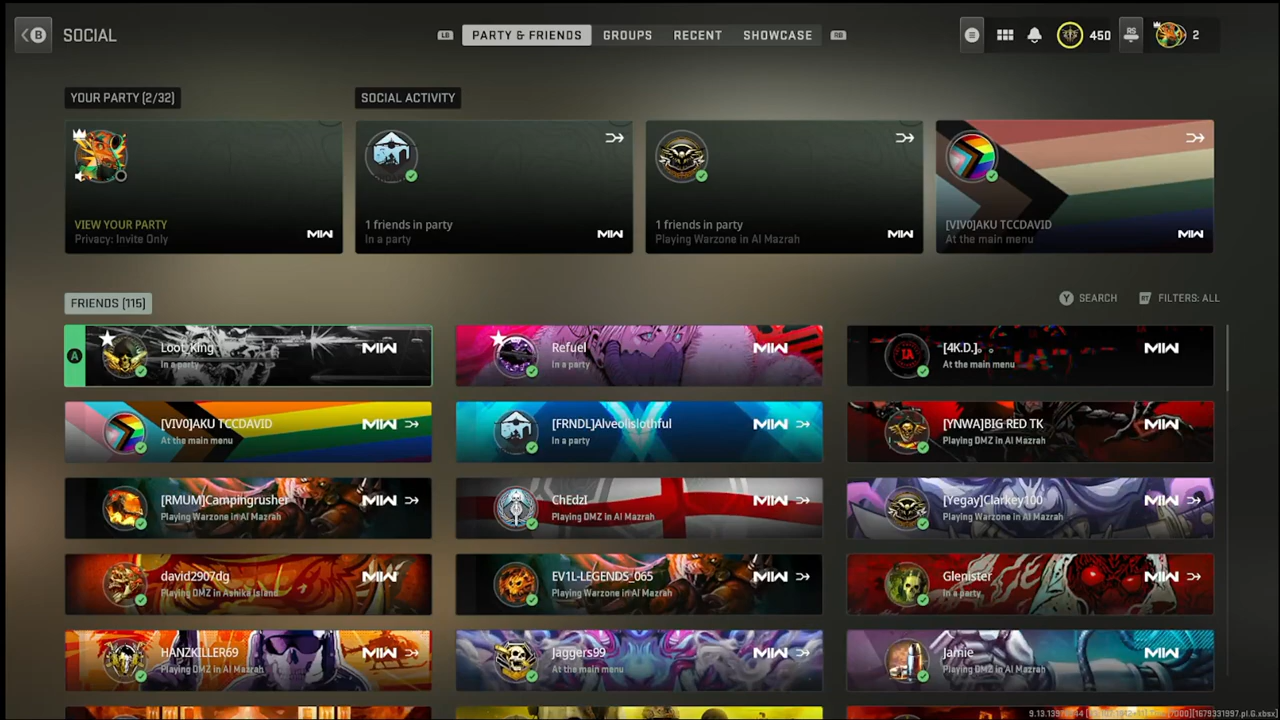 B SOCIAL
LB PARTY & FRIENDS GROUPS RECENT SHOWCASE RB
450 RS 2
YOUR PARTY (2/32)
SOCIAL ACTIVITY
VIEW YOUR PARTY
Privacy: Invite Only
MW
1 friends in party
In a party
MW
1 friends in party
Playing Warzone in Al Mazrah
MW
[VIV0]AKU TCCDAVID
At the main menu
MW
FRIENDS (115)
Y SEARCH
RT FILTERS: ALL
A
Loot_king
In a party
MW
Refuel
In a party
MW
[4K.D.]。。
At the main menu
MW
[VIV0]AKU TCCDAVID
At the main menu
MW
[FRNDL]Alveolislothful
In a party
MW
[YNWA]BIG RED TK
Playing DMZ in Al Mazrah
MW
[RMUM]Campingrusher
Playing Warzone in Al Mazrah
MW
ChEdzI
Playing DMZ in Al Mazrah
MW
[Yegay]Clarkey100
Playing Warzone in Al Mazrah
MW
david2907dg
Playing DMZ in Ashika Island
MW
EV1L-LEGENDS_065
Playing Warzone in Al Mazrah
MW
Glenister
In a party
MW
HANZKILLER69
Playing DMZ in Al Mazrah
MW
Jaggers99
At the main menu
MW
Jamie
Playing DMZ in Al Mazrah
MW